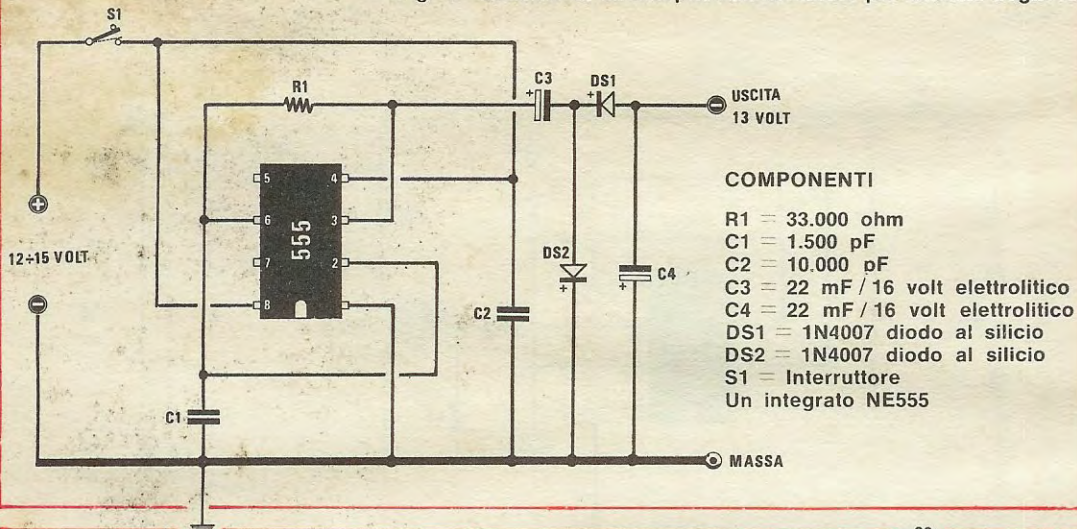 S1
R1
C3
DS1
USCITA
13 VOLT
+
+
5
4
555
6
3
7
2
8
12÷15 VOLT
DS2
+
C4
+
C2
C1
MASSA
COMPONENTI
R1 = 33.000 ohm
C1 = 1.500 pF
C2 = 10.000 pF
C3 = 22 mF / 16 volt elettrolitico
C4 = 22 mF / 16 volt elettrolitico
DS1 = 1N4007 diodo al silicio
DS2 = 1N4007 diodo al silicio
S1 = Interruttore
Un integrato NE555